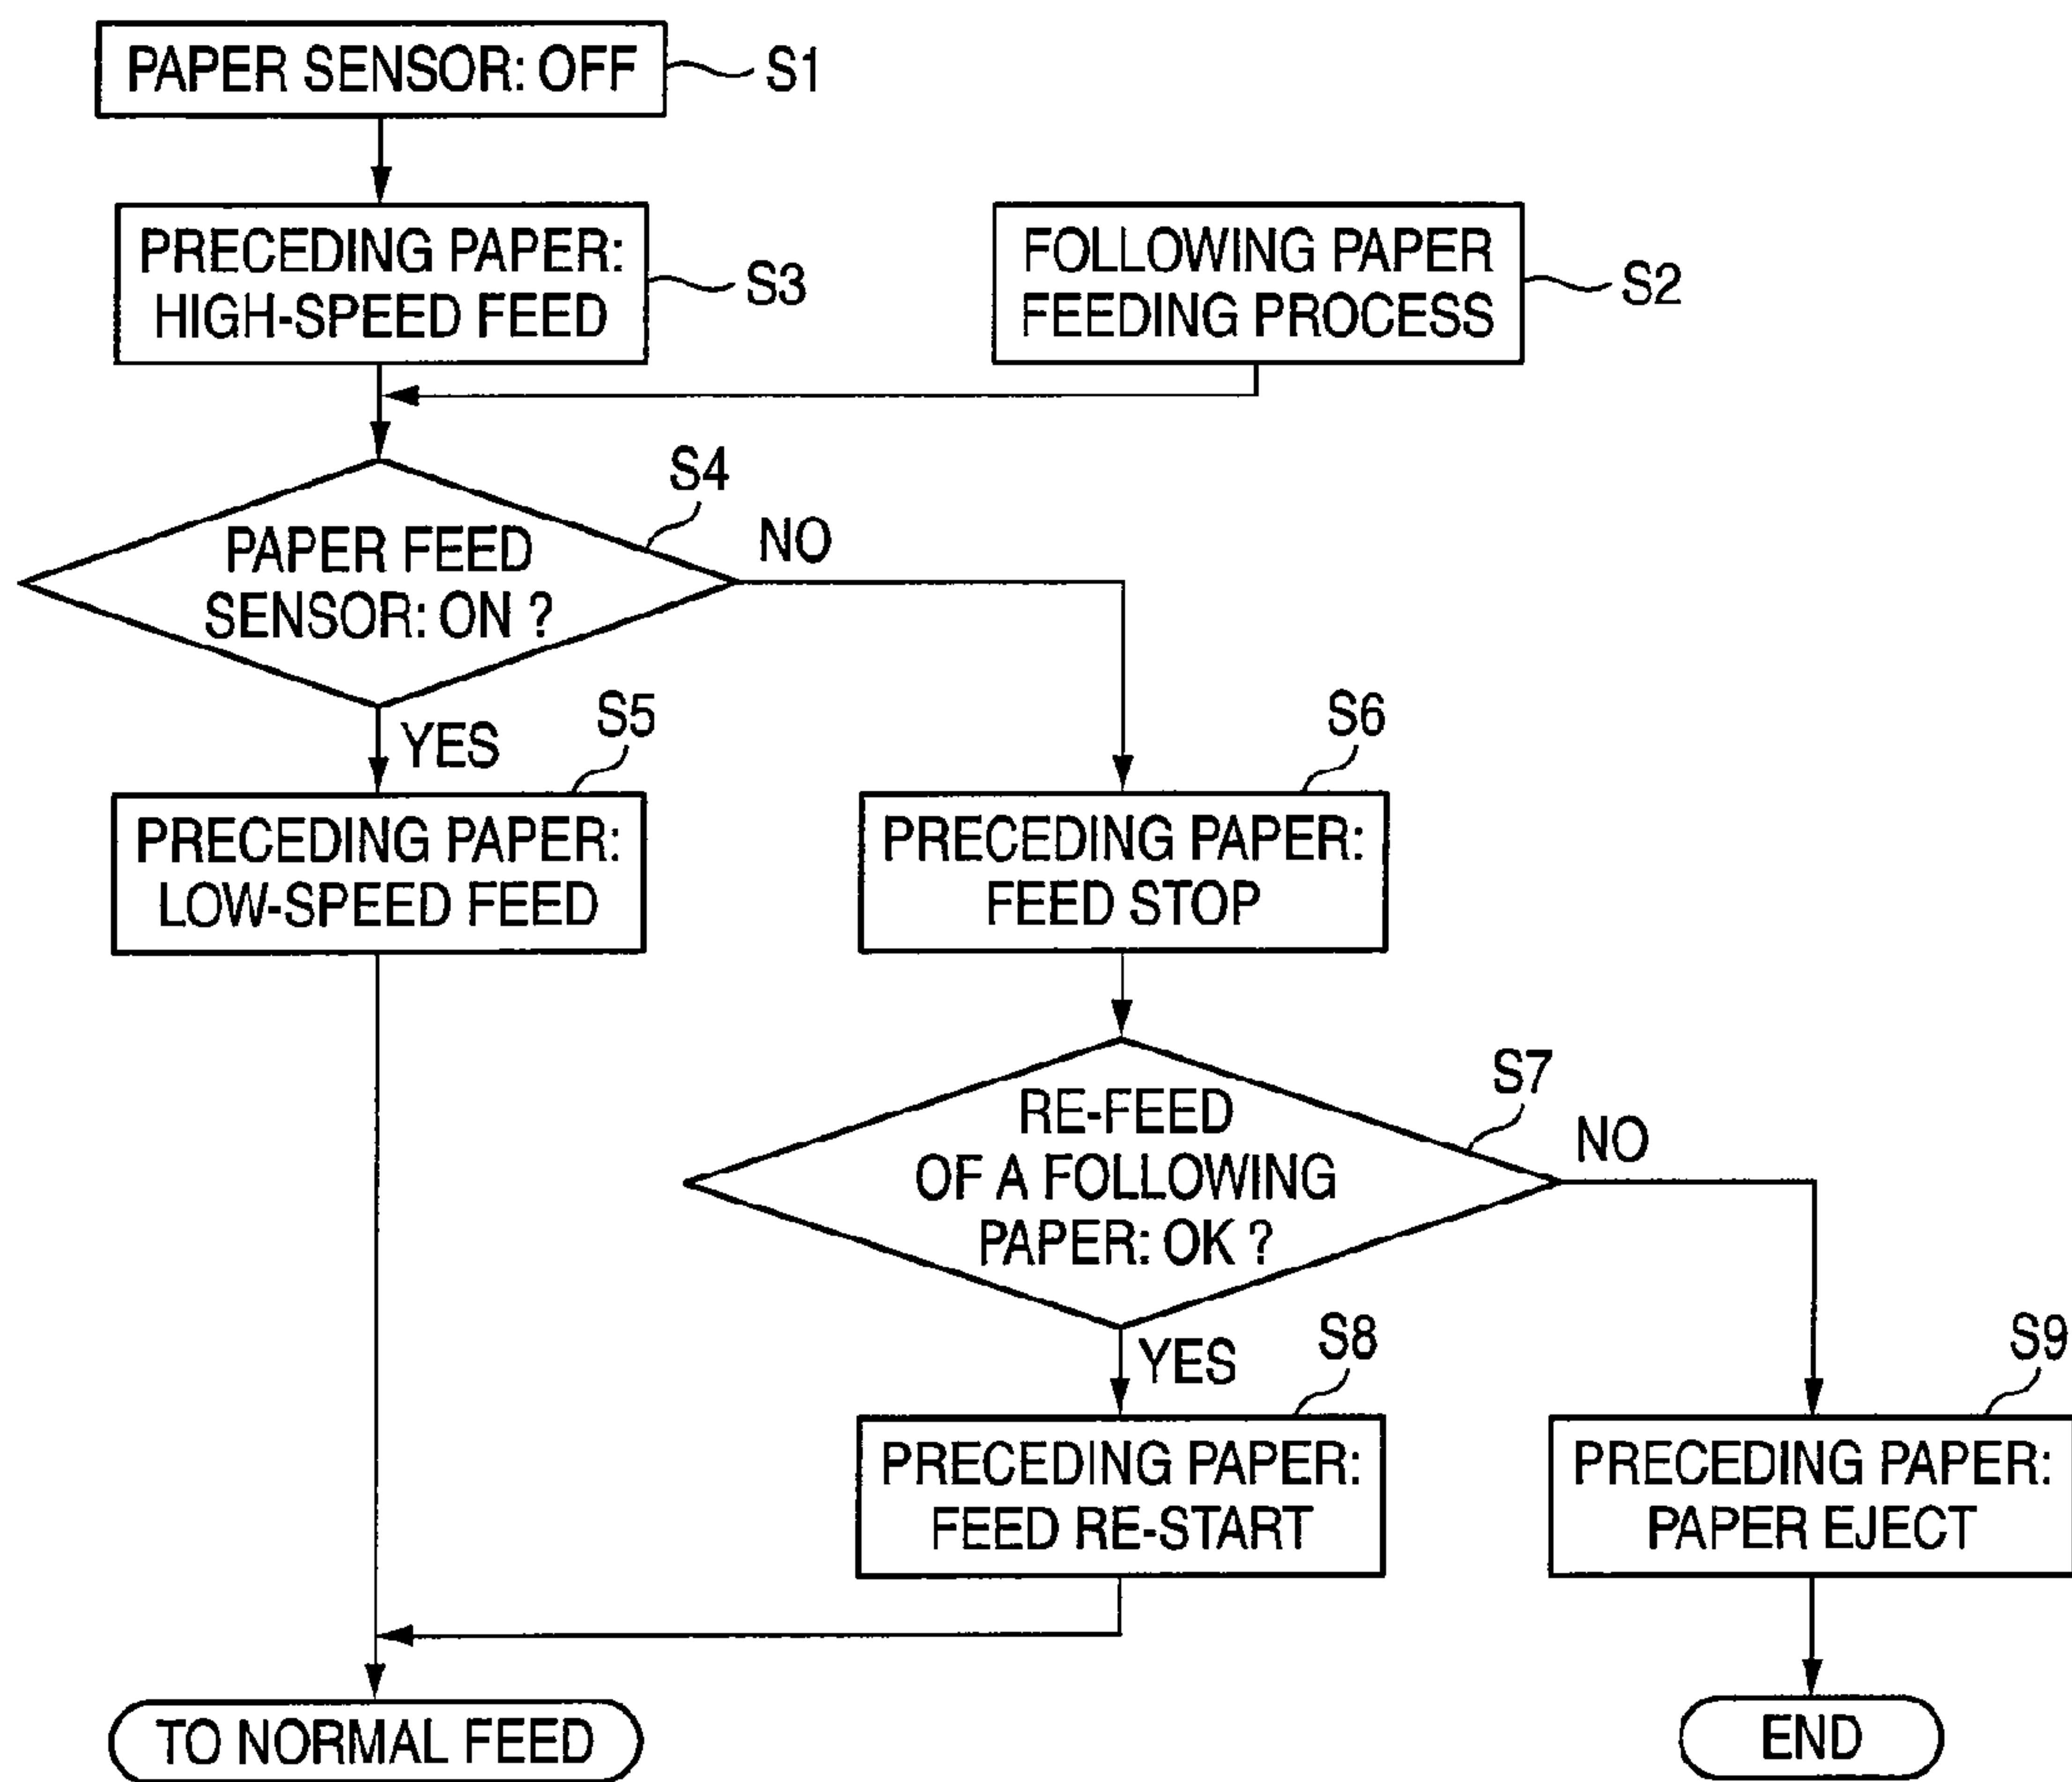 PAPER SENSOR: OFF
S1
PRECEDING PAPER:
HIGH-SPEED FEED
S3
FOLLOWING PAPER
FEEDING PROCESS
S2
S4
PAPER FEED
SENSOR: ON ?
NO
YES
S5
PRECEDING PAPER:
LOW-SPEED FEED
S6
PRECEDING PAPER:
FEED STOP
S7
RE-FEED
OF A FOLLOWING
PAPER: OK ?
NO
YES
S8
PRECEDING PAPER:
FEED RE-START
S9
PRECEDING PAPER:
PAPER EJECT
TO NORMAL FEED
END